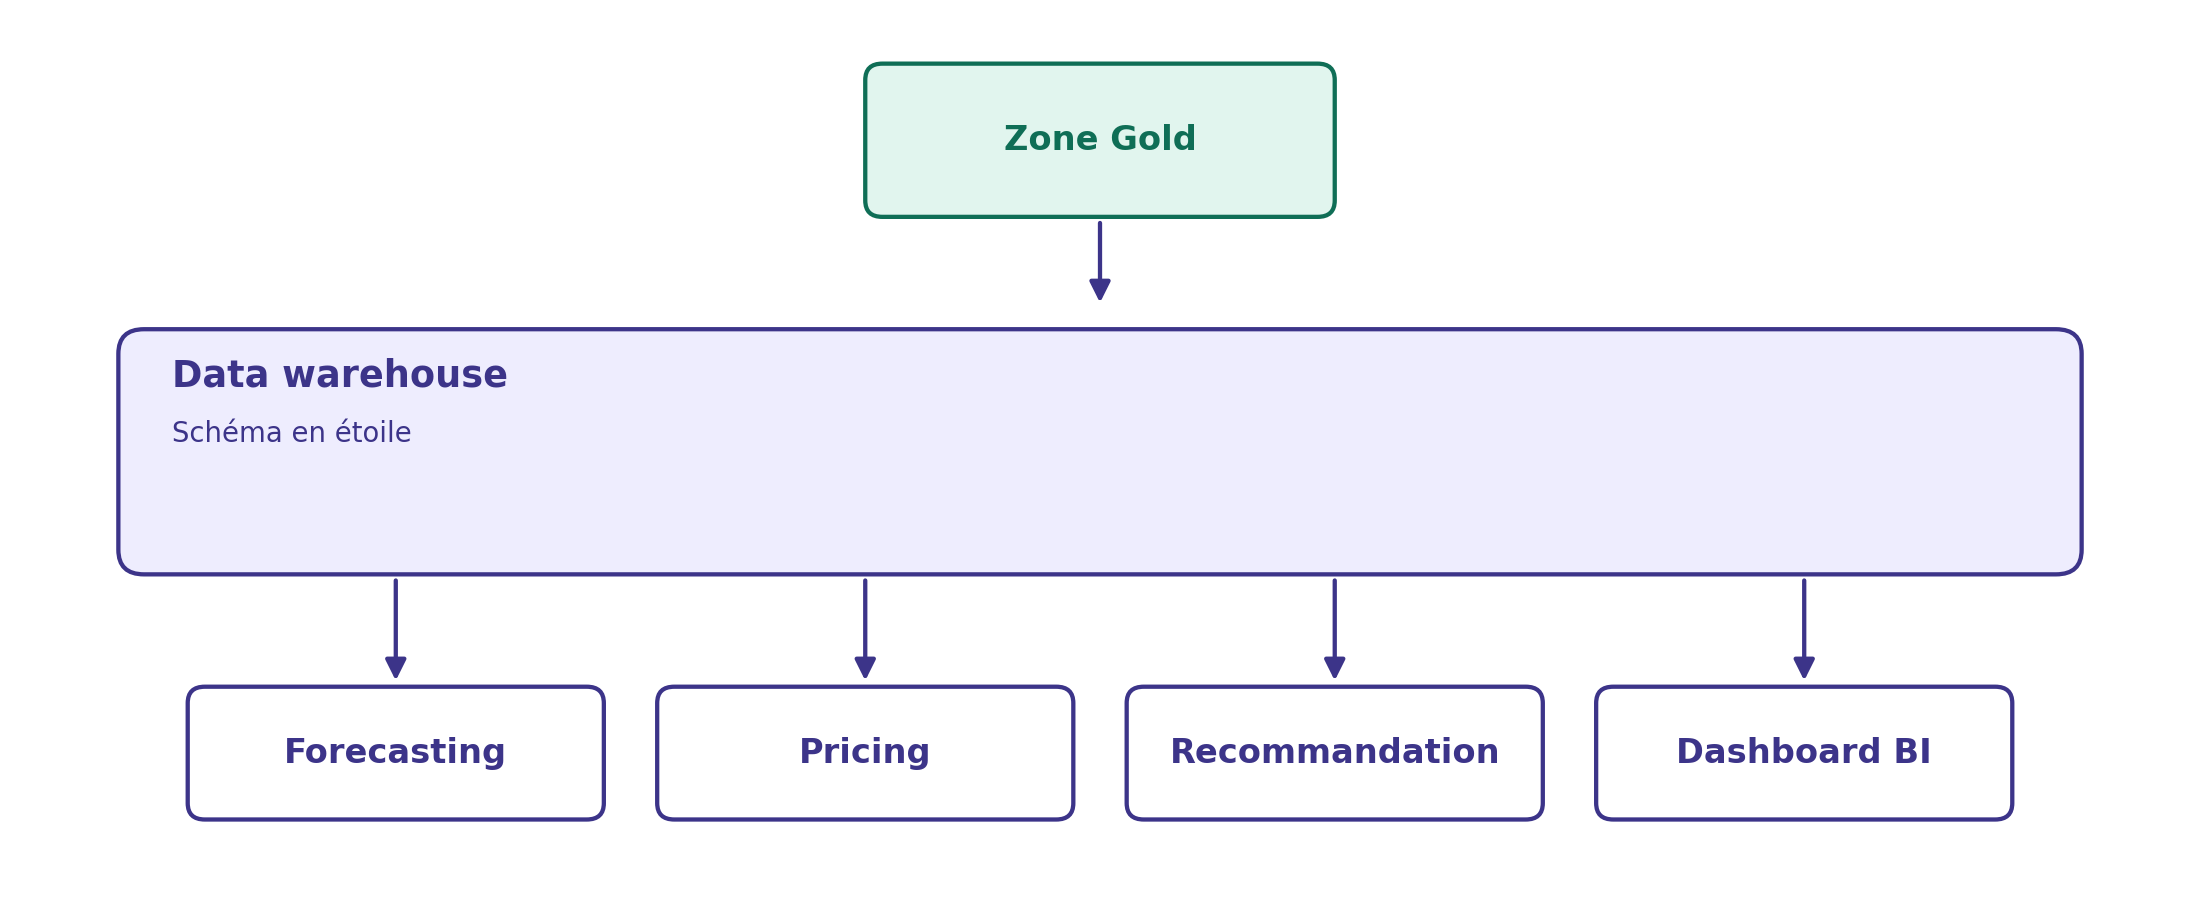 Zone Gold
Data warehouse
Schéma en étoile
Forecasting
Pricing
Recommandation
Dashboard BI